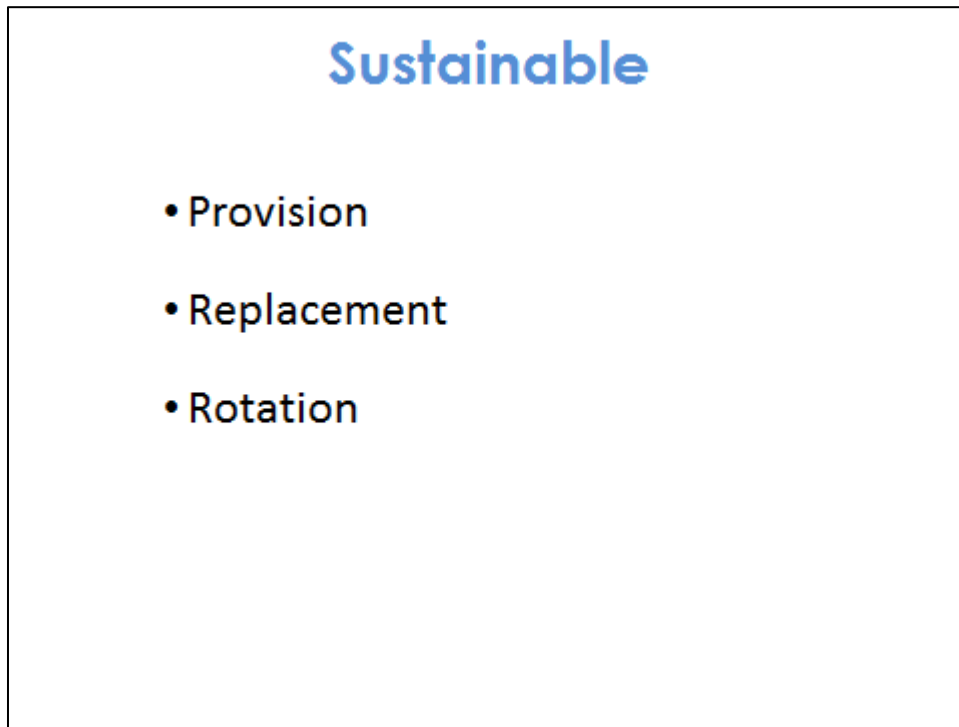 Sustainable
• Provision
• Replacement
• Rotation